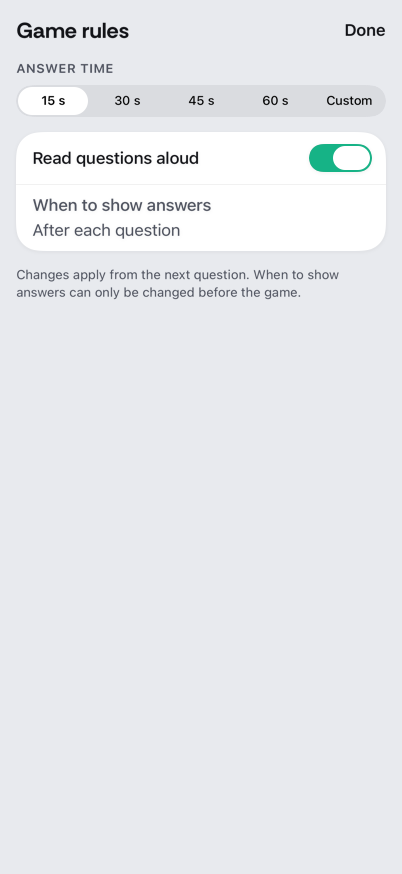 Game rules
Done
ANSWER TIME
15 s
30 s
45 s
60 s
Custom
Read questions aloud
When to show answers
After each question
Changes apply from the next question. When to show
answers can only be changed before the game.